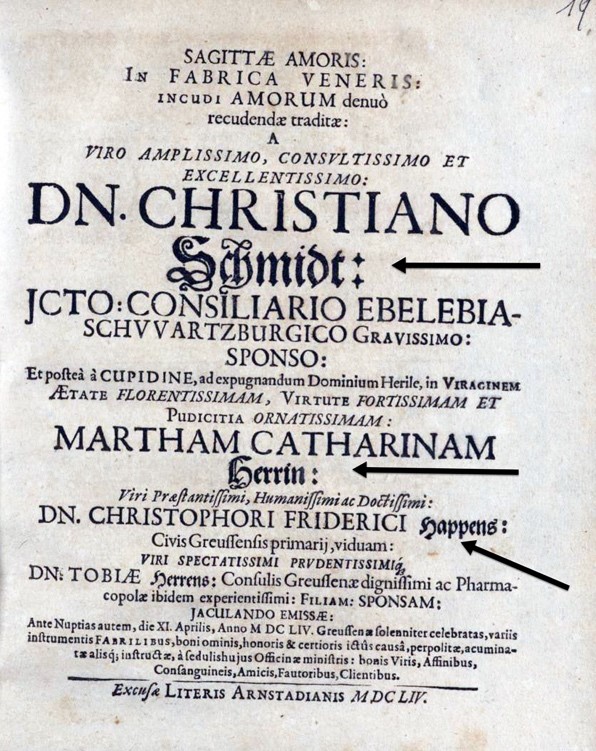 19.
SAGITTÆ AMORIS:
IN FABRICA VENERIS:
INCUDI AMORUM denuò
recudendæ traditæ:
A
VIRO AMPLISSIMO, CONSVLTISSIMO ET
EXCELLENTISSIMO:
DN. CHRISTIANO
Schmidt:
JCTO: CONSILIARIO EBELEBIA-
SCHVVARTZBURGICO GRAVISSIMO:
SPONSO:
Et posteà à CUPIDINE, ad expugnandum Dominium Herile, in VIRAGINEM
ÆTATE FLORENTISSIMAM, VIRTUTE FORTISSIMAM ET
PUDICITIA ORNATISSIMAM:
MARTHAM CATHARINAM
Herrin:
Viri Præstantissimi, Humanissimi ac Doctissimi:
DN. CHRISTOPHORI FRIDERICI Happens:
Civis Greussensis primarij, viduam:
VIRI SPECTATISSIMI PRVDENTISSIMIq́;
DN: TOBIÆ Herrens: Consulis Greussenæ dignissimi ac Pharma-
copolæ ibidem experientissimi: FILIAM: SPONSAM:
JACULANDO EMISSÆ:
Ante Nuptias autem, die XI. Aprilis, Anno M DC LIV. Greussenæ solenniter celebratas, variis
instrumentis FABRILIBUS, boni ominis, honoris & certioris ictûs causâ, perpolitæ, acumina-
tæ alisq́; instructæ, à sedulis hujus Officinæ ministris: bonis Viris, Affinibus,
Consanguineis, Amicis, Fautoribus, Clientibus.
Excusæ LITERIS ARNSTADIANIS M DC LIV.